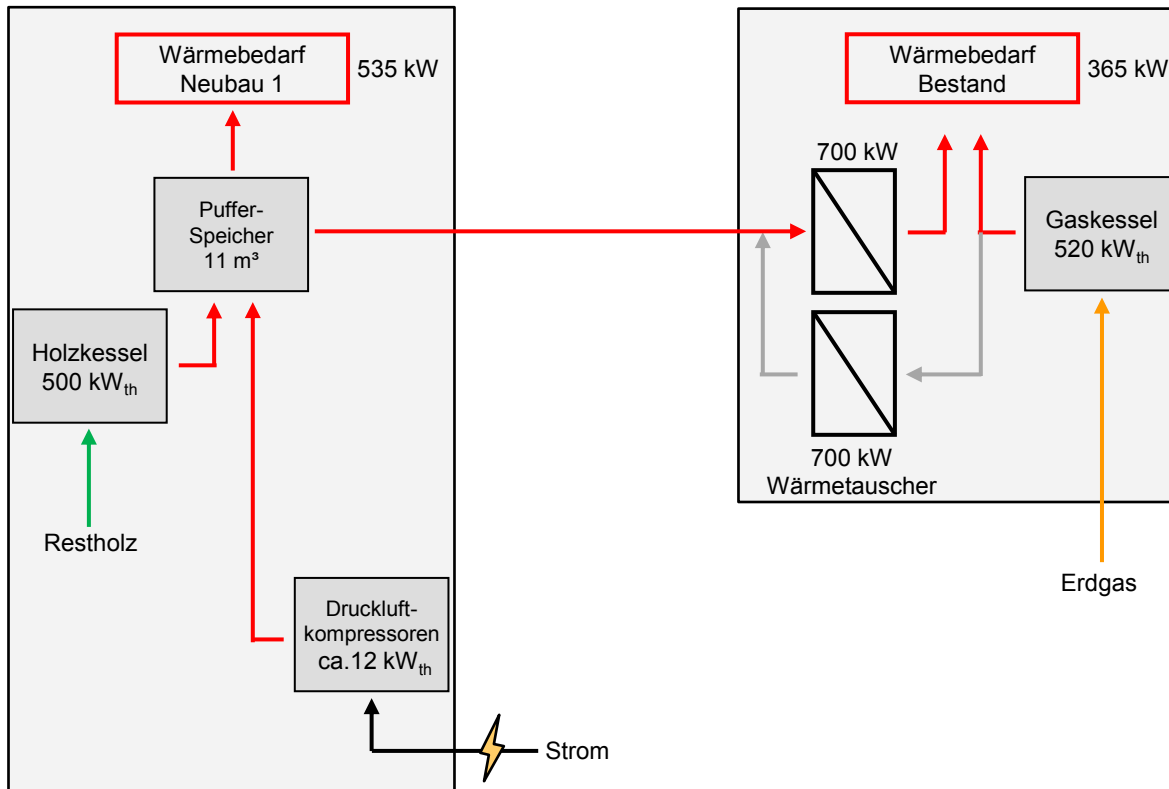 Wärmebedarf
Neubau 1
535 kW
Puffer-
Speicher
11 m³
Holzkessel
500 kWth
Restholz
Druckluft-
kompressoren
ca.12 kWth
Strom
Wärmebedarf
Bestand
365 kW
700 kW
Gaskessel
520 kWth
700 kW
Wärmetauscher
Erdgas